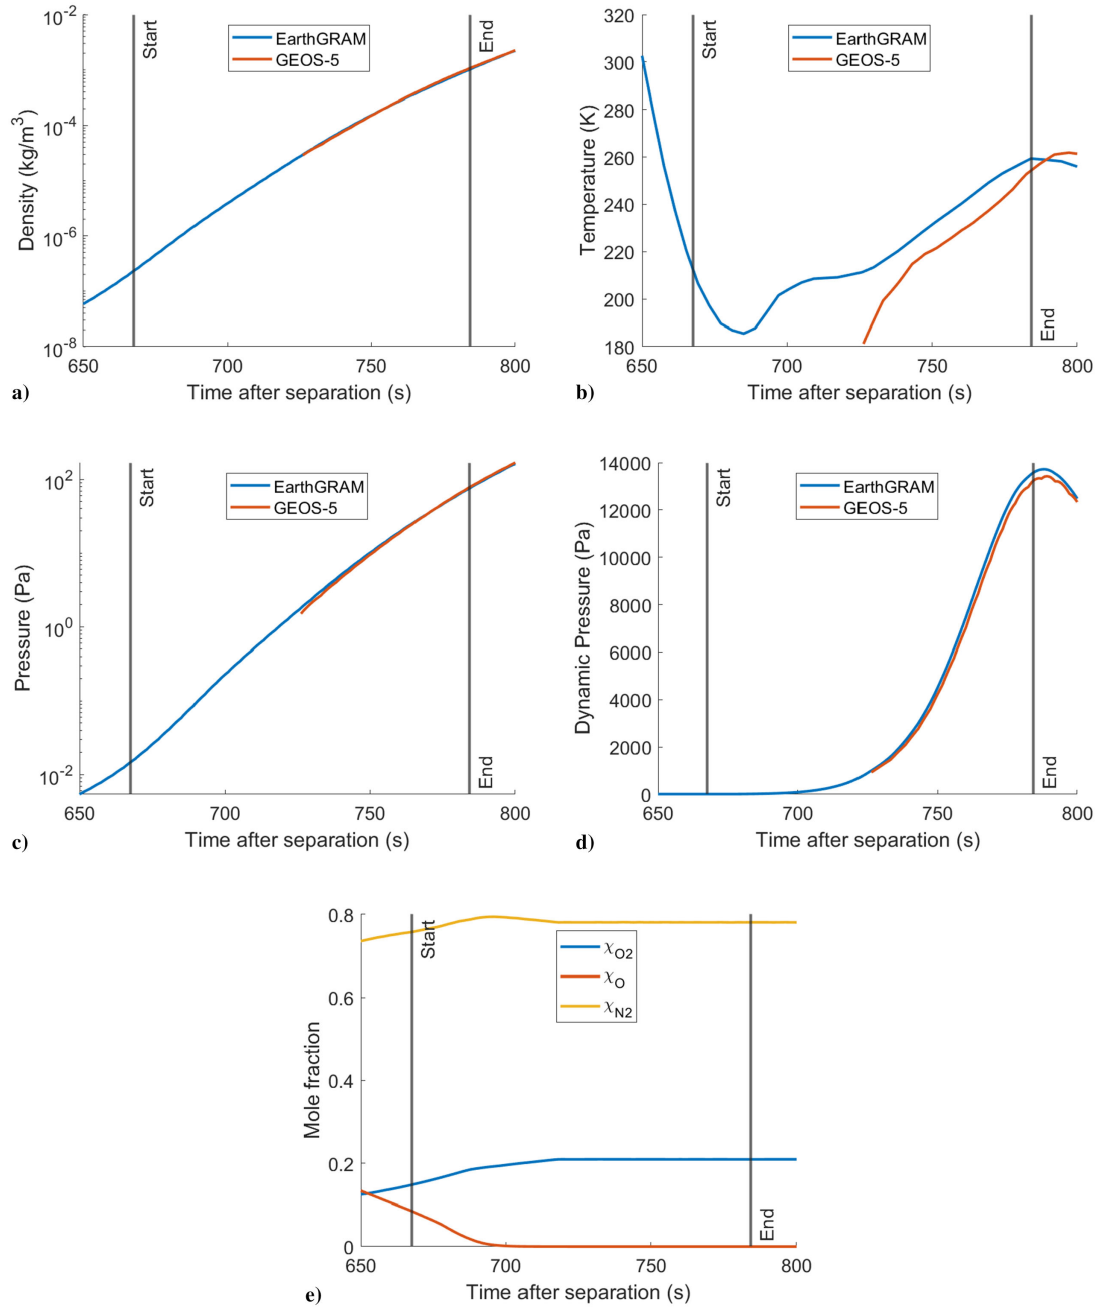 10^-2
10^-4
10^-6
10^-8
Density (kg/m^3)
Start
EarthGRAM
GEOS-5
End
650
700
750
800
Time after separation (s)
a)
320
300
280
260
240
220
200
180
Temperature (K)
Start
EarthGRAM
GEOS-5
End
650
700
750
800
Time after separation (s)
b)
10^2
10^0
10^-2
Pressure (Pa)
Start
EarthGRAM
GEOS-5
End
650
700
750
800
Time after separation (s)
c)
14000
12000
10000
8000
6000
4000
2000
0
Dynamic Pressure (Pa)
Start
EarthGRAM
GEOS-5
End
650
700
750
800
Time after separation (s)
d)
0.8
0.6
0.4
0.2
0
Mole fraction
Start
χ_O2
χ_O
χ_N2
End
650
700
750
800
Time after separation (s)
e)